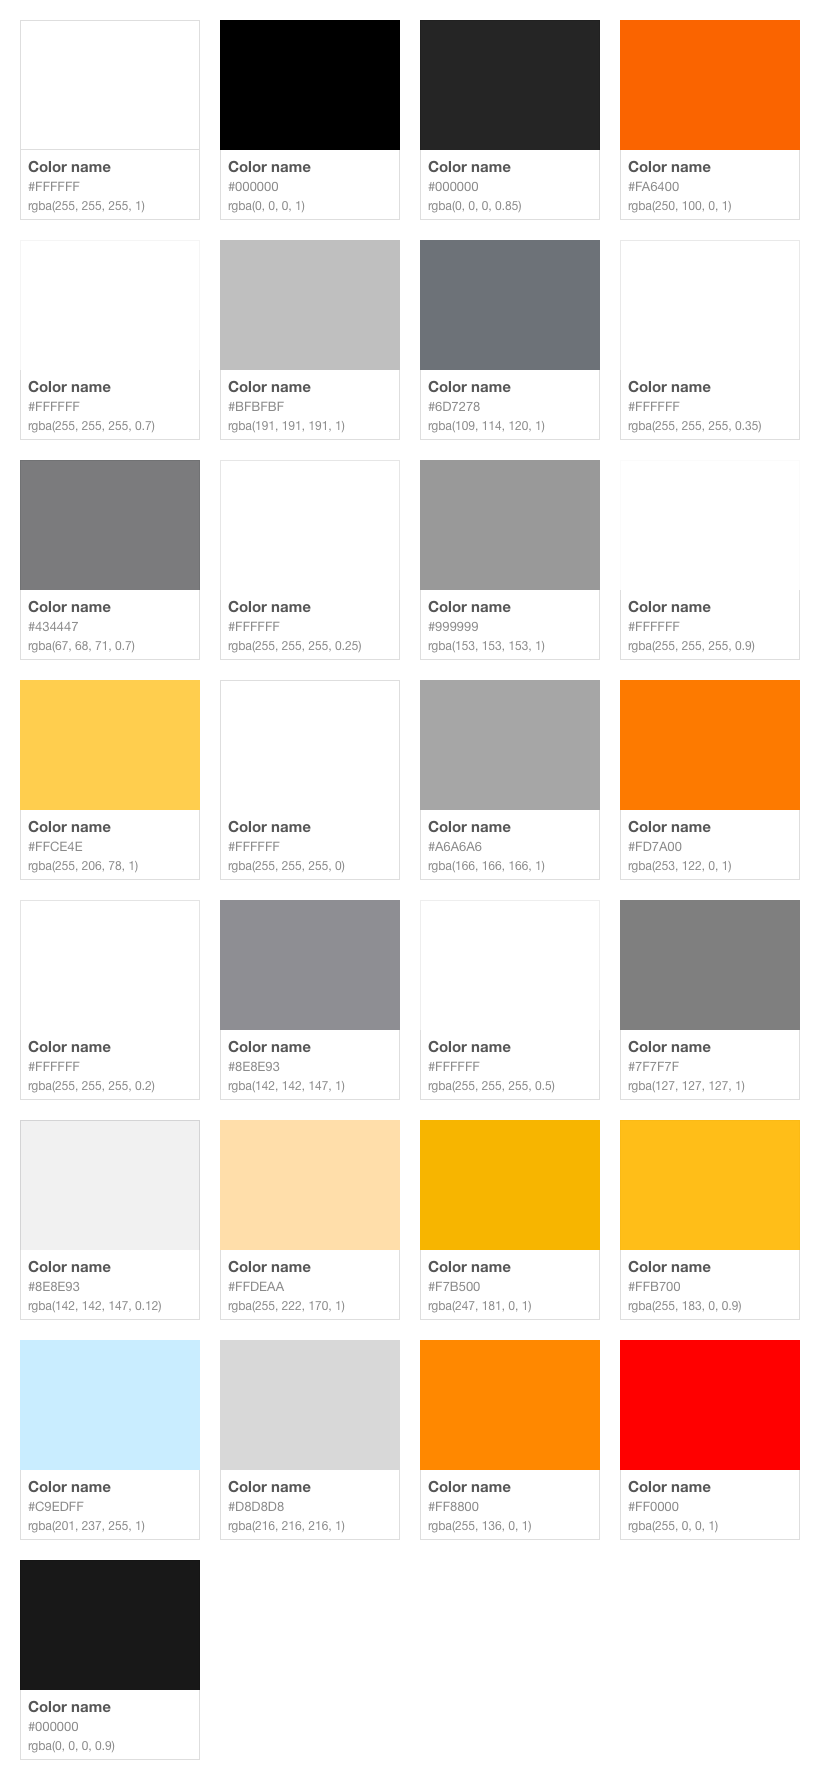 Color name
#FFFFFF
rgba(255, 255, 255, 1)
Color name
#000000
rgba(0, 0, 0, 1)
Color name
#000000
rgba(0, 0, 0, 0.85)
Color name
#FA6400
rgba(250, 100, 0, 1)
Color name
#FFFFFF
rgba(255, 255, 255, 0.7)
Color name
#BFBFBF
rgba(191, 191, 191, 1)
Color name
#6D7278
rgba(109, 114, 120, 1)
Color name
#FFFFFF
rgba(255, 255, 255, 0.35)
Color name
#434447
rgba(67, 68, 71, 0.7)
Color name
#FFFFFF
rgba(255, 255, 255, 0.25)
Color name
#999999
rgba(153, 153, 153, 1)
Color name
#FFFFFF
rgba(255, 255, 255, 0.9)
Color name
#FFCE4E
rgba(255, 206, 78, 1)
Color name
#FFFFFF
rgba(255, 255, 255, 0)
Color name
#A6A6A6
rgba(166, 166, 166, 1)
Color name
#FD7A00
rgba(253, 122, 0, 1)
Color name
#FFFFFF
rgba(255, 255, 255, 0.2)
Color name
#8E8E93
rgba(142, 142, 147, 1)
Color name
#FFFFFF
rgba(255, 255, 255, 0.5)
Color name
#7F7F7F
rgba(127, 127, 127, 1)
Color name
#8E8E93
rgba(142, 142, 147, 0.12)
Color name
#FFDEAA
rgba(255, 222, 170, 1)
Color name
#F7B500
rgba(247, 181, 0, 1)
Color name
#FFB700
rgba(255, 183, 0, 0.9)
Color name
#C9EDFF
rgba(201, 237, 255, 1)
Color name
#D8D8D8
rgba(216, 216, 216, 1)
Color name
#FF8800
rgba(255, 136, 0, 1)
Color name
#FF0000
rgba(255, 0, 0, 1)
Color name
#000000
rgba(0, 0, 0, 0.9)